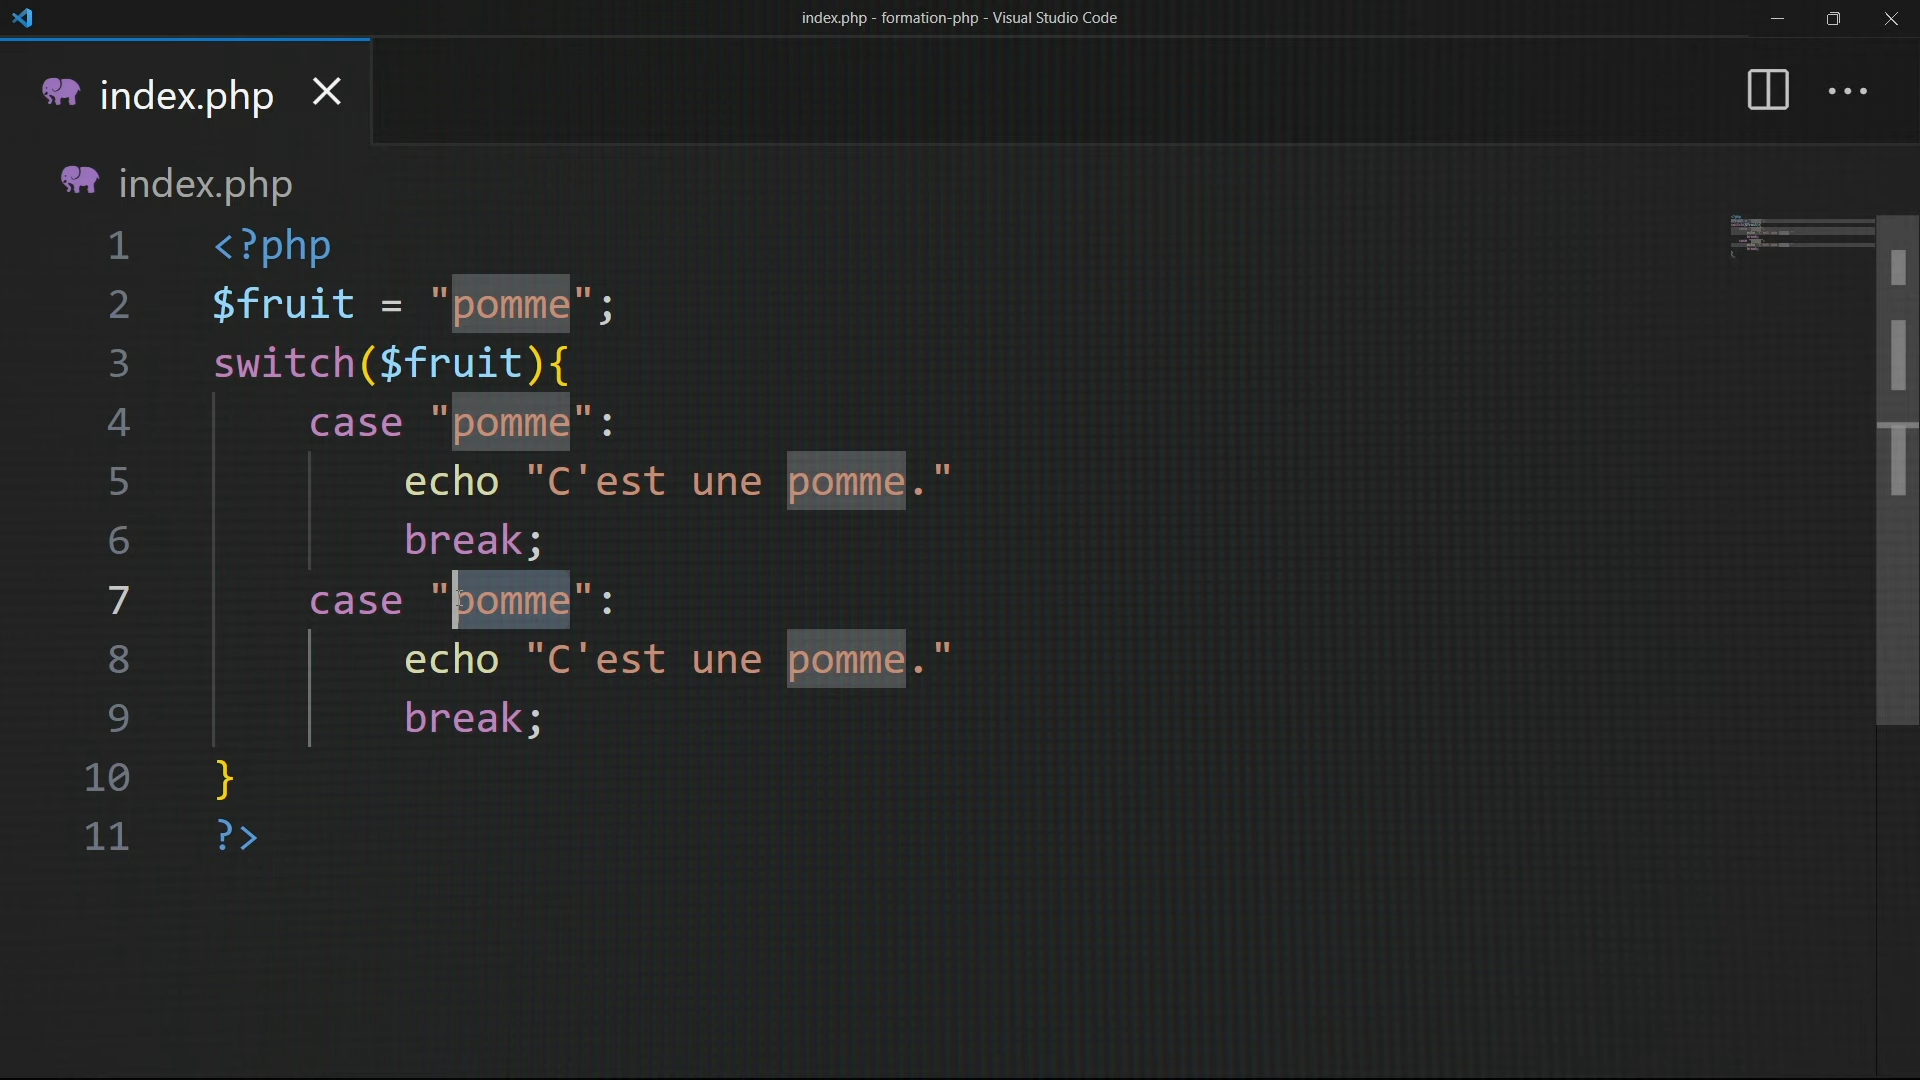 index.php - formation-php - Visual Studio Code
index.php
index.php
1 <?php
2 $fruit = "pomme";
3 switch($fruit){
4 case "pomme":
5 echo "C'est une pomme."
6 break;
7 case "pomme":
8 echo "C'est une pomme."
9 break;
10 }
11 ?>